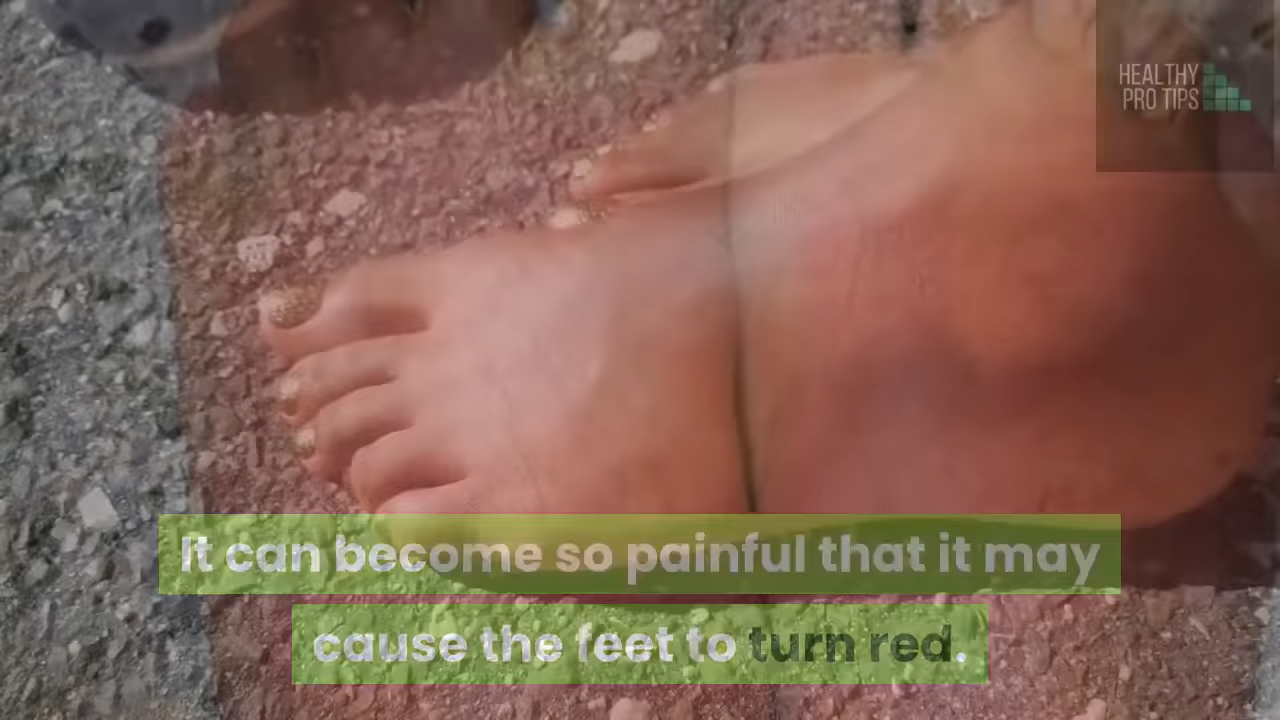 HEALTHY
PRO TIPS
It can become so painful that it may
cause the feet to turn red.